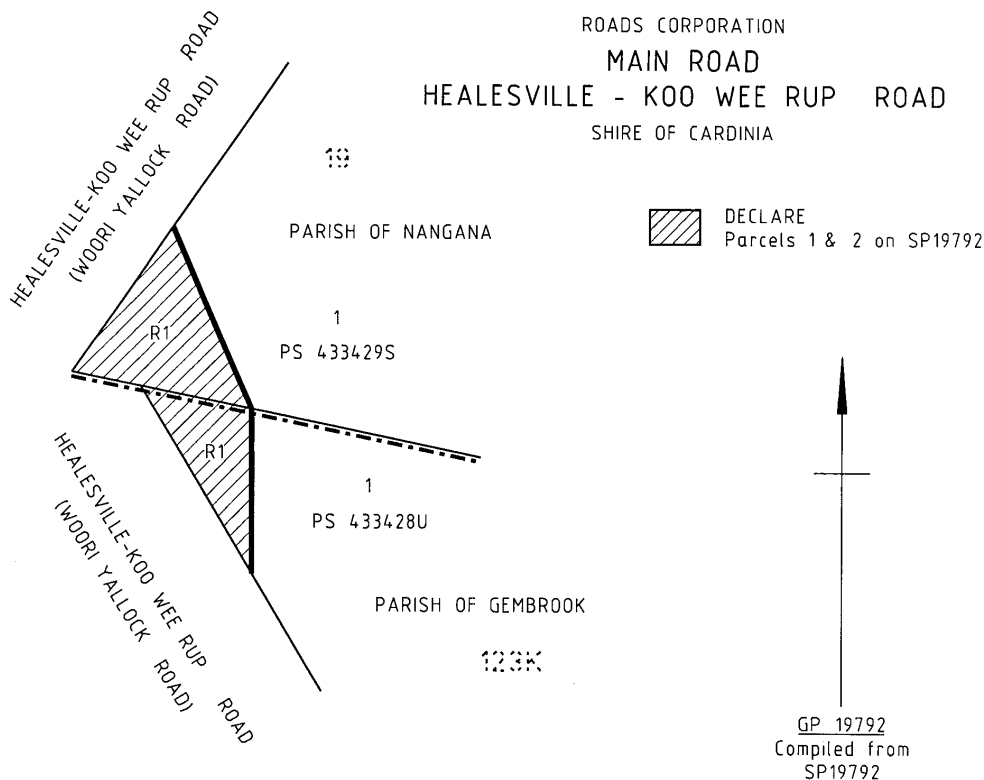 ROADS CORPORATION
MAIN ROAD
HEALESVILLE - KOO WEE RUP ROAD
SHIRE OF CARDINIA
HEALESVILLE-KOO WEE RUP ROAD
(WOORI YALLOCK ROAD)
19
PARISH OF NANGANA
DECLARE
Parcels 1 & 2 on SP19792
R1
1
PS 433429S
R1
1
PS 433428U
HEALESVILLE-KOO WEE RUP ROAD
(WOORI YALLOCK ROAD)
PARISH OF GEMBROOK
123K
GP 19792
Compiled from
SP19792